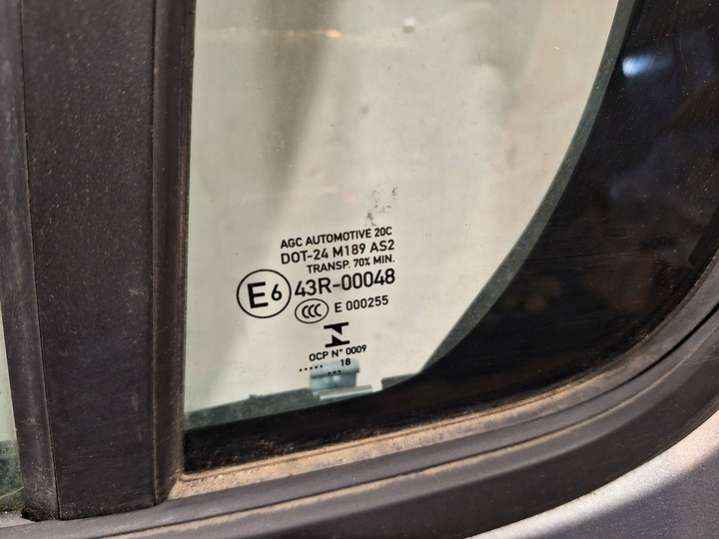 AGC AUTOMOTIVE 20C
DOT-24 M189 AS2
TRANSP. 70% MIN.
E6 43R-00048
CCC E 000255
OCP N° 0009
..... 18
...